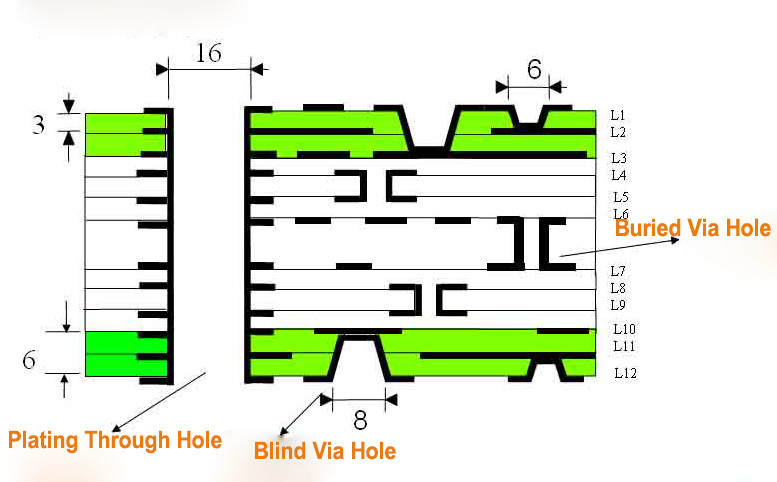 16
6
3
L1
L2
L3
L4
L5
L6
Buried Via Hole
L7
L8
L9
L10
L11
6
L12
8
Plating Through Hole
Blind Via Hole